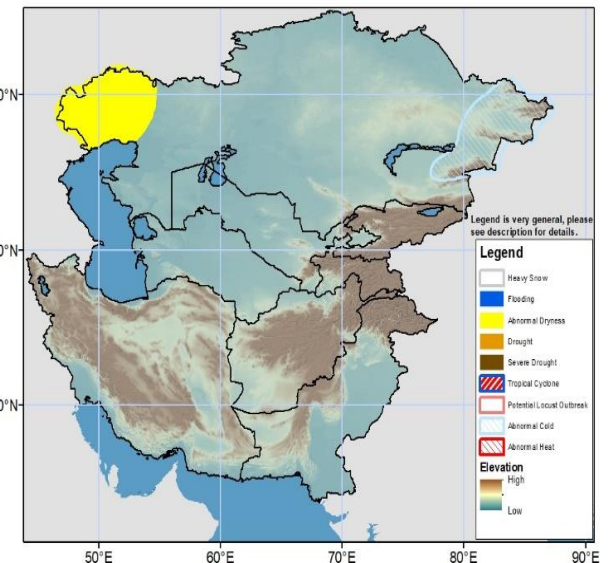 0°N
0°N
0°N
Legend is very general, please
see description for details.
Legend
Heavy Snow
Flooding
Abnormal Dryness
Drought
Severe Drought
Tropical Cyclone
Potential Locust Outbreak
Abnormal Cold
Abnormal Heat
Elevation
High
Low
50°E 60°E 70°E 80°E 90°E